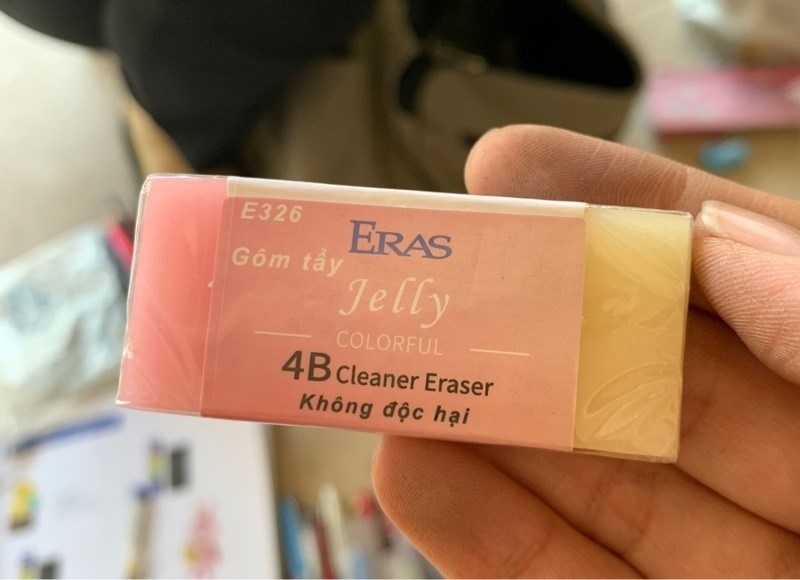 E326
ERAS
Gôm tẩy
Jelly
COLORFUL
4B Cleaner Eraser
Không độc hại